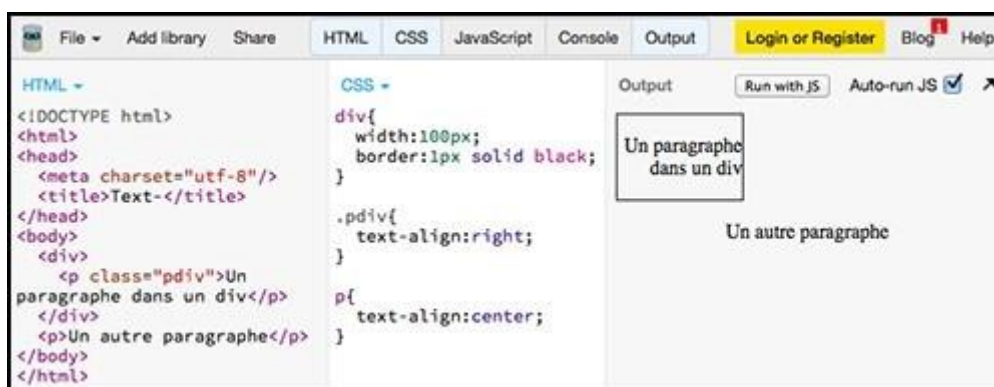 File Add library Share HTML CSS JavaScript Console Output Login or Register Blog 1 Help
HTML
<!DOCTYPE html>
<html>
<head>
<meta charset="utf-8"/>
<title>Text-</title>
</head>
<body>
<div>
<p class="pdiv">Un
paragraphe dans un div</p>
</div>
<p>Un autre paragraphe</p>
</body>
</html>
CSS
div{
width:100px;
border:1px solid black;
}
.pdiv{
text-align:right;
}
p{
text-align:center;
}
Output Run with JS Auto-run JS
Un paragraphe
dans un div
Un autre paragraphe